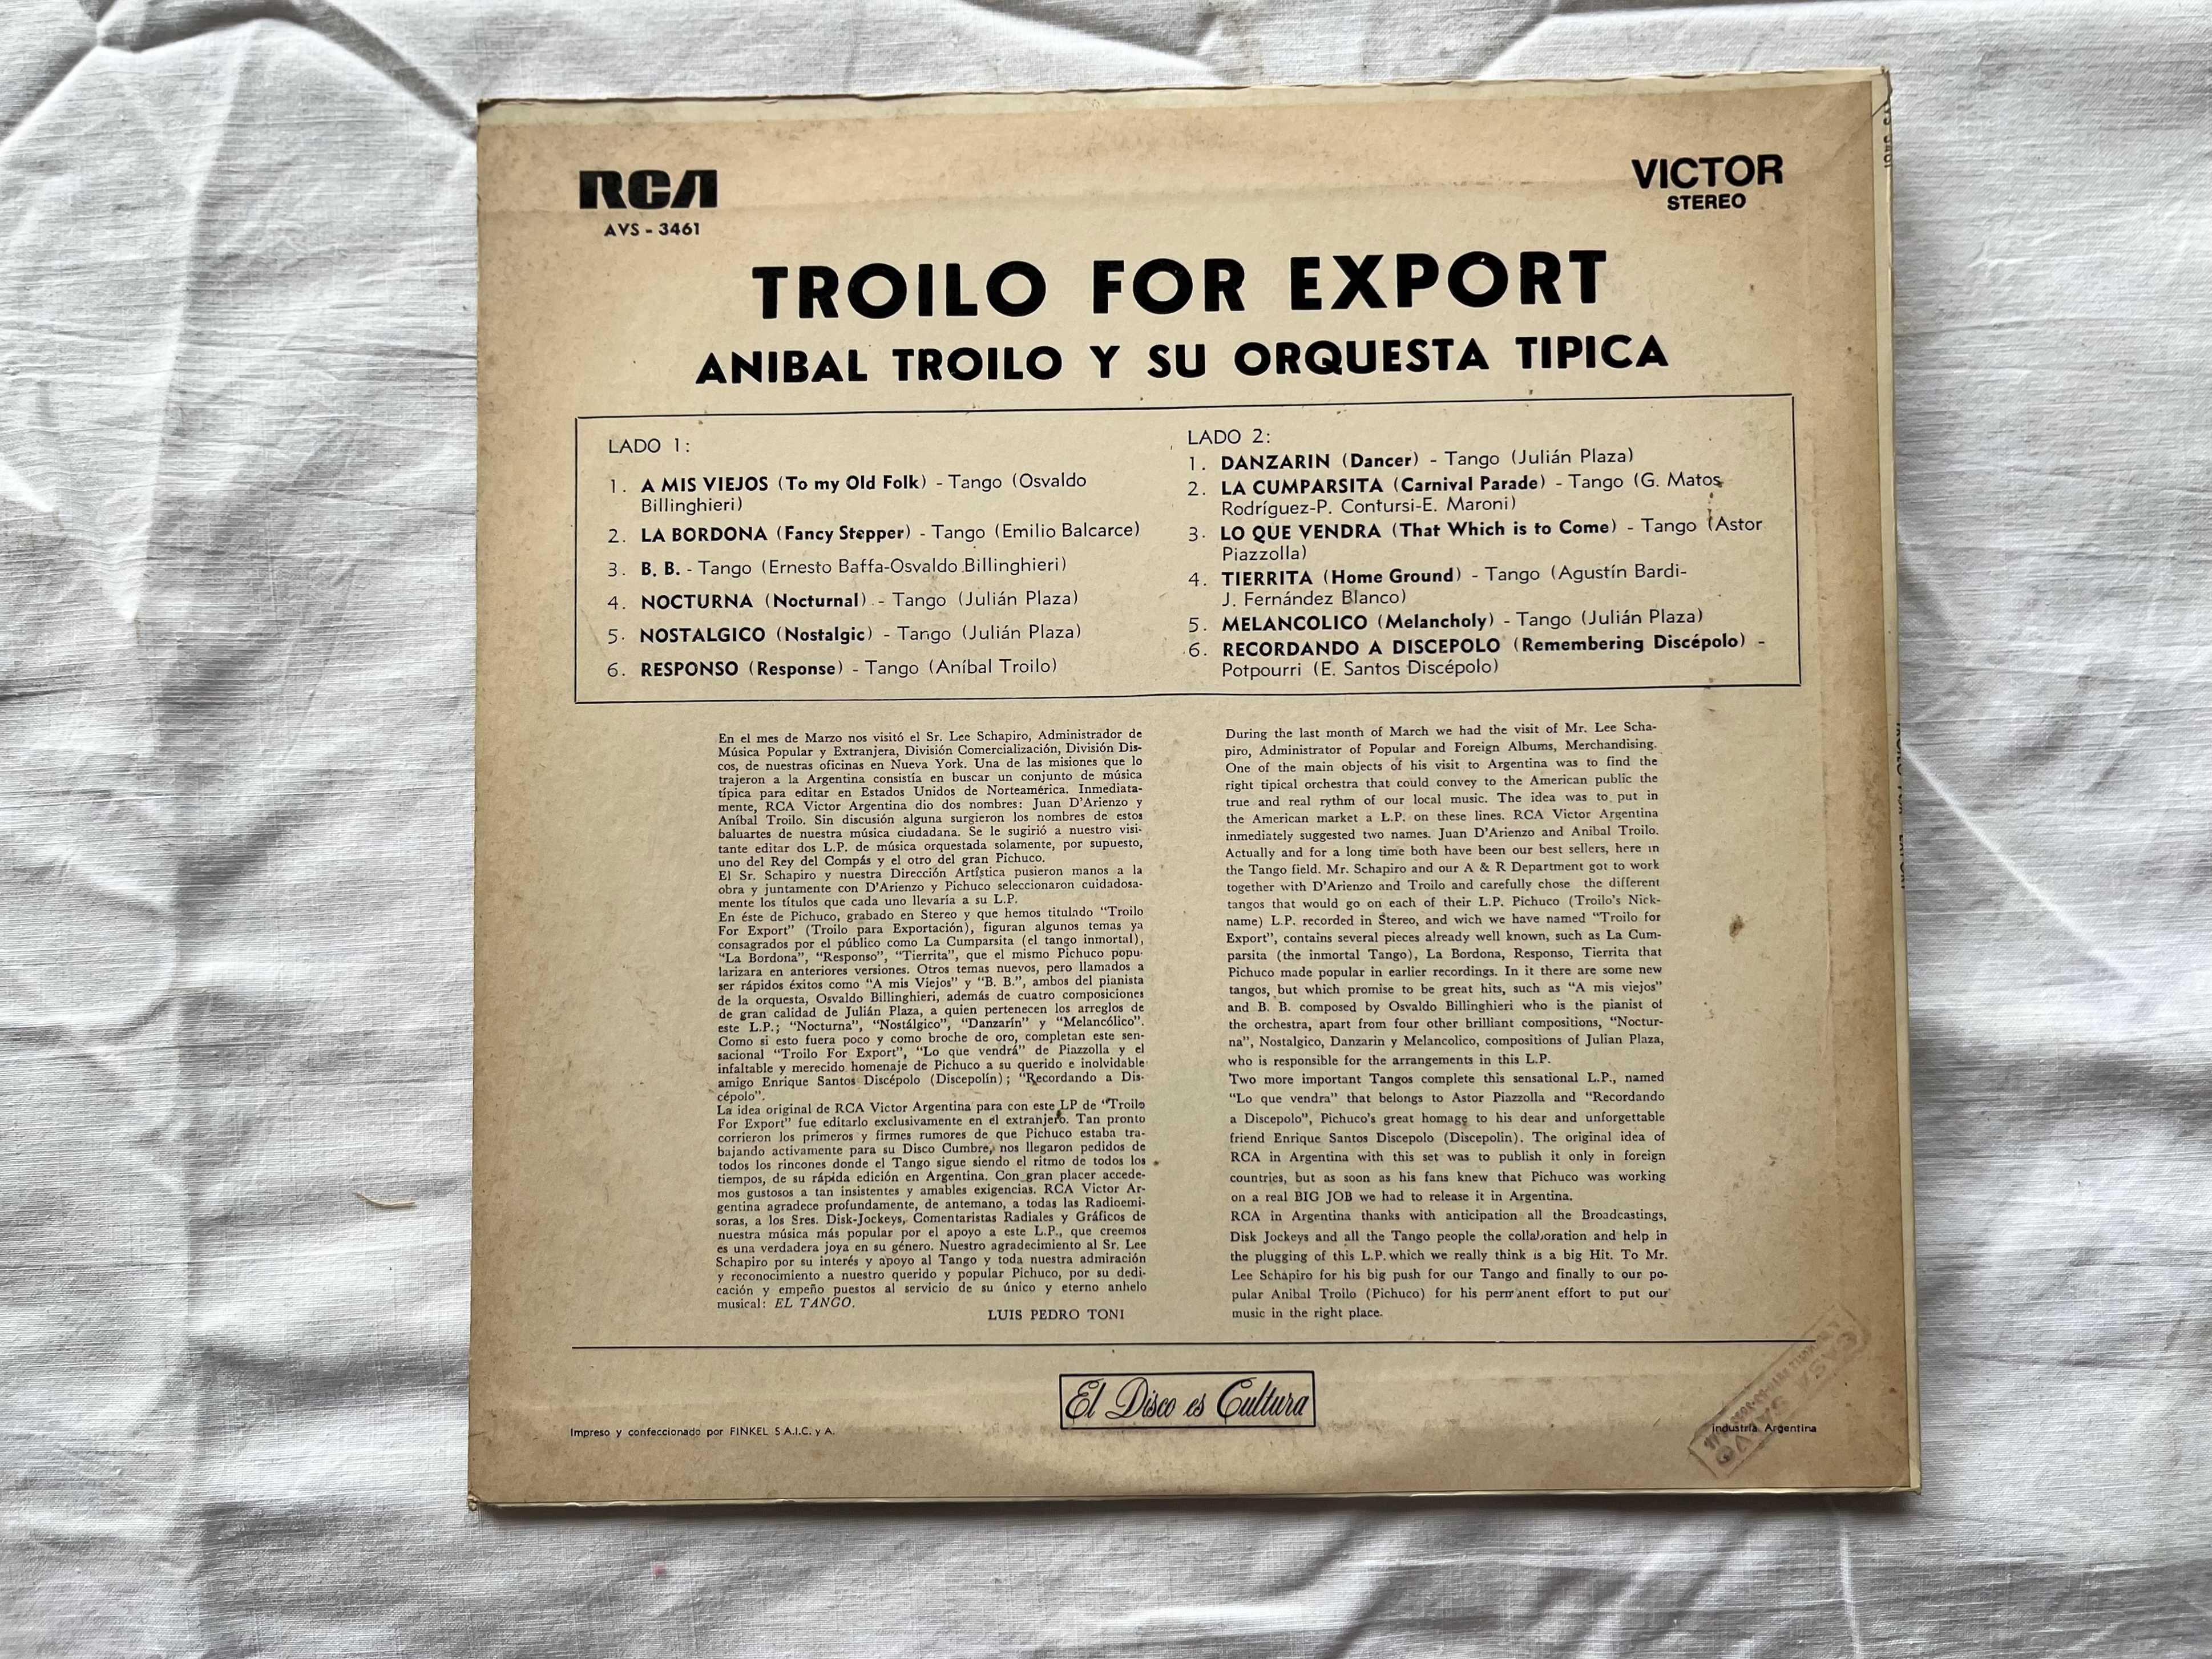 RCA
AVS - 3461
VICTOR
STEREO
TROILO FOR EXPORT
ANIBAL TROILO Y SU ORQUESTA TIPICA
LADO 1:
1. A MIS VIEJOS (To my Old Folk) - Tango (Osvaldo
Billinghieri)
2. LA BORDONA (Fancy Stepper) - Tango (Emilio Balcarce)
3. B. B. - Tango (Ernesto Baffa-Osvaldo Billinghieri)
4. NOCTURNA (Nocturnal) - Tango (Julián Plaza)
5. NOSTALGICO (Nostalgic) - Tango (Julián Plaza)
6. RESPONSO (Response) - Tango (Aníbal Troilo)
LADO 2:
1. DANZARIN (Dancer) - Tango (Julián Plaza)
2. LA CUMPARSITA (Carnival Parade) - Tango (G. Matos
Rodríguez-P. Contursi-E. Maroni)
3. LO QUE VENDRA (That Which is to Come) - Tango (Astor
Piazzolla)
4. TIERRITA (Home Ground) - Tango (Agustín Bardi-
J. Fernández Blanco)
5. MELANCOLICO (Melancholy) - Tango (Julián Plaza)
6. RECORDANDO A DISCEPOLO (Remembering Discépolo) -
Potpourri (E. Santos Discépolo)
En el mes de Marzo nos visitó el Sr. Lee Schapiro, Administrador de
Música Popular y Extranjera, División Comercialización, División Dis-
cos, de nuestras oficinas en Nueva York. Una de las misiones que lo
trajeron a la Argentina consistía en buscar un conjunto de música
típica para editar en Estados Unidos de Norteamérica. Inmediata-
mente, RCA Victor Argentina dio dos nombres: Juan D'Arienzo y
Aníbal Troilo. Sin discusión alguna surgieron los nombres de estos
baluartes de nuestra música ciudadana. Se le sugirió a nuestro visi-
tante editar dos L.P. de música orquestada solamente, por supuesto,
uno del Rey del Compás y el otro del gran Pichuco.
El Sr. Schapiro y nuestra Dirección Artística pusieron manos a la
obra y juntamente con D'Arienzo y Pichuco seleccionaron cuidadosa-
mente los títulos que cada uno llevaría a su L.P.
En éste de Pichuco, grabado en Stereo y que hemos titulado "Troilo
For Export" (Troilo para Exportación), figuran algunos temas ya
consagrados por el público como La Cumparsita (el tango inmortal),
"La Bordona", "Responso", "Tierrita", que el mismo Pichuco popu-
larizara en anteriores versiones. Otros temas nuevos, pero llamados a
ser rápidos éxitos como "A mis Viejos" y "B. B.", ambos del pianista
de la orquesta, Osvaldo Billinghieri, además de cuatro composiciones
de gran calidad de Julián Plaza, a quien pertenecen los arreglos de
este L.P.; "Nocturna", "Nostálgico", "Danzarín" y "Melancólico".
Como si esto fuera poco y como broche de oro, completan este sen-
sacional "Troilo For Export", "Lo que vendrá" de Piazzolla y el
infaltable y merecido homenaje de Pichuco a su querido e inolvidable
amigo Enrique Santos Discépolo (Discepolín); "Recordando a Dis-
cépolo".
La idea original de RCA Victor Argentina para con este LP de "Troilo
For Export" fue editarlo exclusivamente en el extranjero. Tan pronto
corrieron los primeros y firmes rumores de que Pichuco estaba tra-
bajando activamente para su Disco Cumbre, nos llegaron pedidos de
todos los rincones donde el Tango sigue siendo el ritmo de todos los
tiempos, de su rápida edición en Argentina. Con gran placer accede-
mos gustosos a tan insistentes y amables exigencias. RCA Victor Ar-
gentina agradece profundamente, de antemano, a todas las Radioemi-
soras, a los Sres. Disk-Jockeys, Comentaristas Radiales y Gráficos de
nuestra música más popular por el apoyo a este L.P., que creemos
es una verdadera joya en su género. Nuestro agradecimiento al Sr. Lee
Schapiro por su interés y apoyo al Tango y toda nuestra admiración
y reconocimiento a nuestro querido y popular Pichuco, por su dedi-
cación y empeño puestos al servicio de su único y eterno anhelo
musical: EL TANGO.
LUIS PEDRO TONI
During the last month of March we had the visit of Mr. Lee Scha-
piro, Administrator of Popular and Foreign Albums, Merchandising.
One of the main objects of his visit to Argentina was to find the
right tipical orchestra that could convey to the American public the
true and real rythm of our local music. The idea was to put in
the American market a L.P. on these lines. RCA Victor Argentina
inmediately suggested two names. Juan D'Arienzo and Anibal Troilo.
Actually and for a long time both have been our best sellers, here in
the Tango field. Mr. Schapiro and our A & R Department got to work
together with D'Arienzo and Troilo and carefully chose the different
tangos that would go on each of their L.P. Pichuco (Troilo's Nick-
name) L.P. recorded in Stereo, and wich we have named "Troilo for
Export", contains several pieces already well known, such as La Cum-
parsita (the inmortal Tango), La Bordona, Responso, Tierrita that
Pichuco made popular in earlier recordings. In it there are some new
tangos, but which promise to be great hits, such as "A mis viejos"
and B. B. composed by Osvaldo Billinghieri who is the pianist of
the orchestra, apart from four other brilliant compositions, "Noctur-
na", Nostalgico, Danzarin y Melancolico, compositions of Julian Plaza,
who is responsible for the arrangements in this L.P.
Two more important Tangos complete this sensational L.P., named
"Lo que vendra" that belongs to Astor Piazzolla and "Recordando
a Discepolo", Pichuco's great homage to his dear and unforgettable
friend Enrique Santos Discepolo (Discepolin). The original idea of
RCA in Argentina with this set was to publish it only in foreign
countries, but as soon as his fans knew that Pichuco was working
on a real BIG JOB we had to release it in Argentina.
RCA in Argentina thanks with anticipation all the Broadcastings,
Disk Jockeys and all the Tango people the collaboration and help in
the plugging of this L.P. which we really think is a big Hit. To Mr.
Lee Schapiro for his big push for our Tango and finally to our po-
pular Anibal Troilo (Pichuco) for his permanent effort to put our
music in the right place.
El Disco es Cultura
Impreso y confeccionado por FINKEL S A.I.C. y A.
Industria Argentina